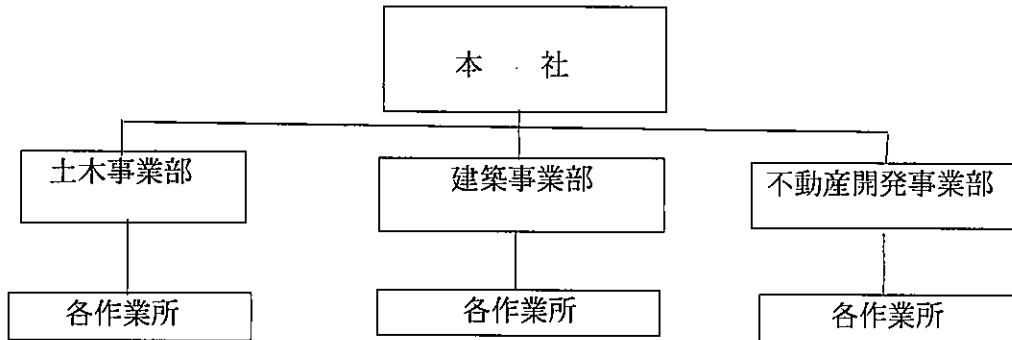 本 社
土木事業部
建築事業部
不動産開発事業部
各作業所
各作業所
各作業所